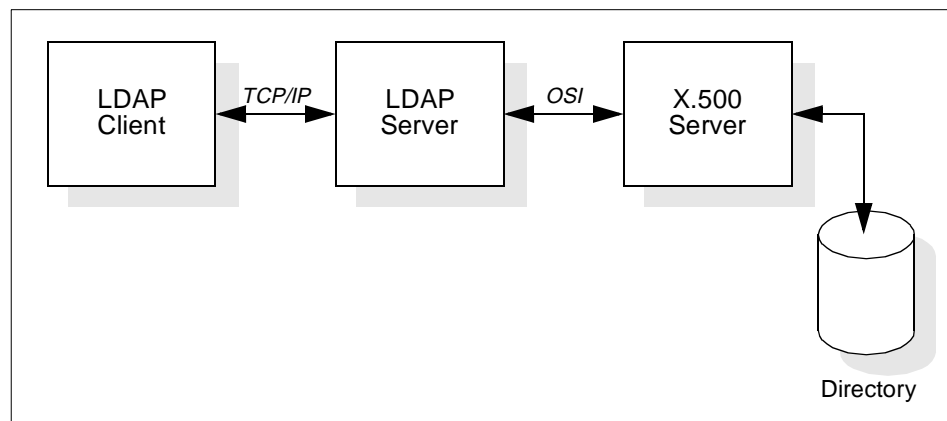 LDAP
Client
TCP/IP
LDAP
Server
OSI
X.500
Server
Directory